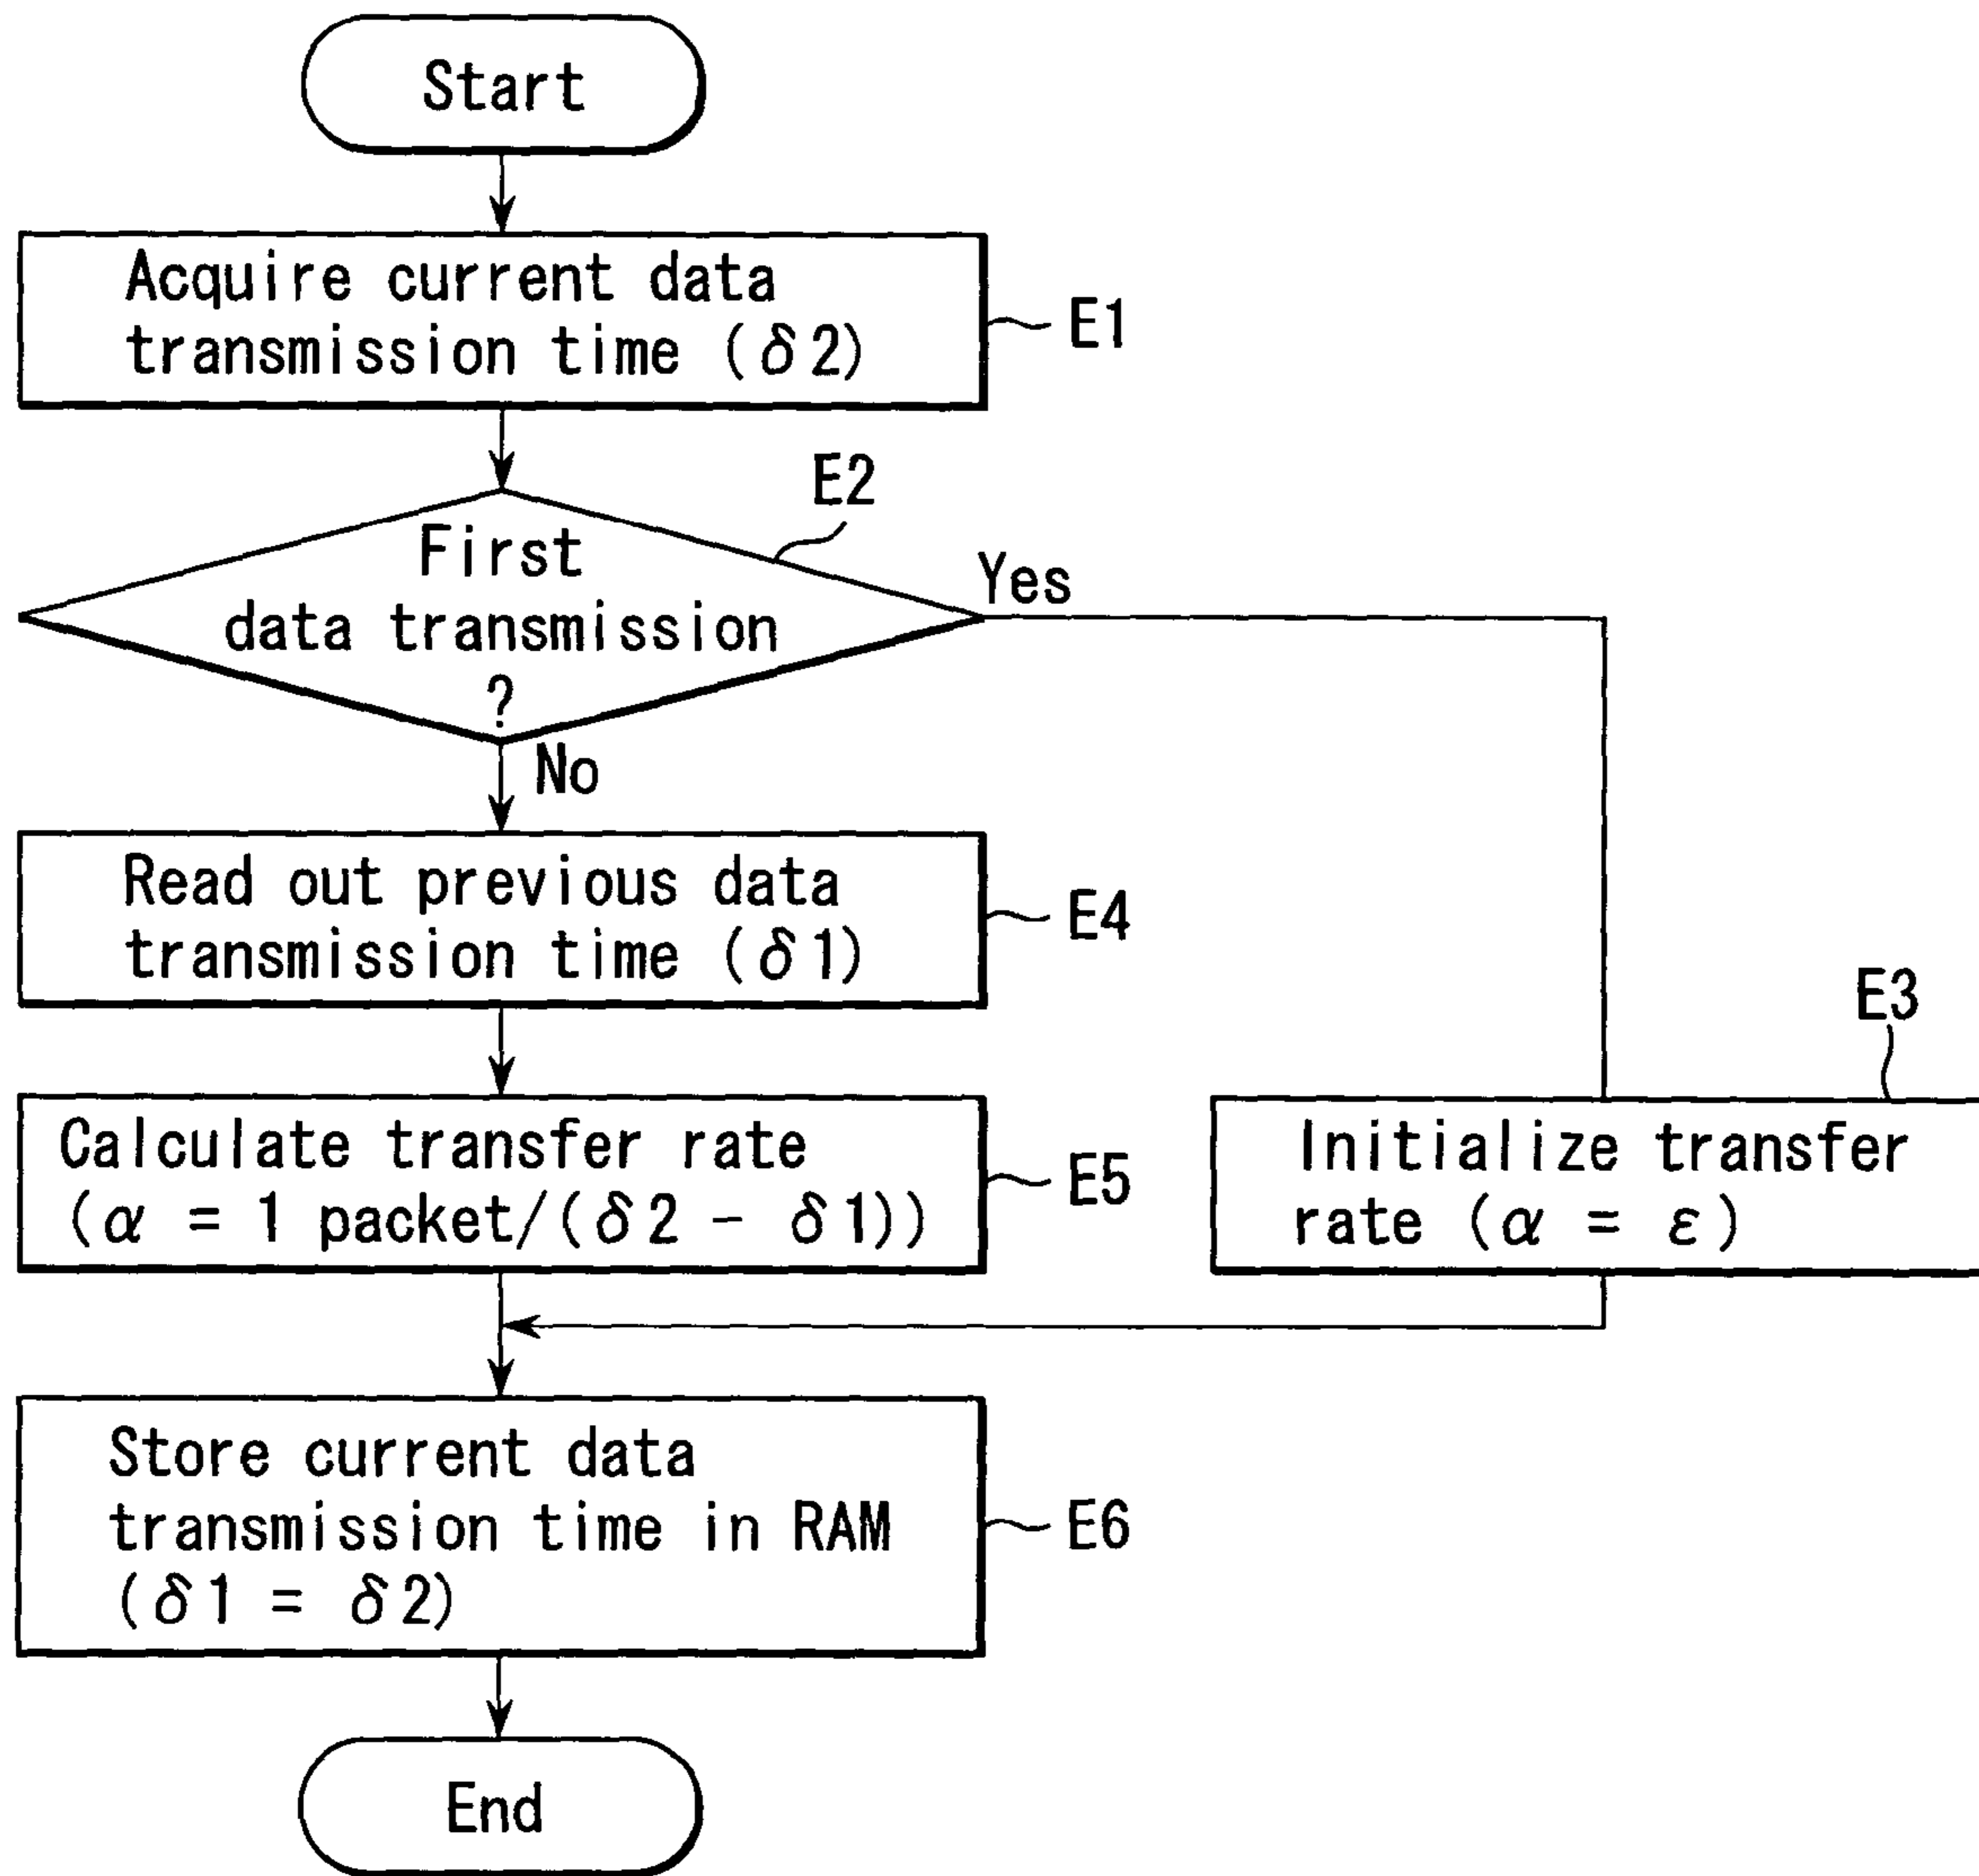 Start
Acquire current data
transmission time (δ2)
E1
E2
First
data transmission
?
Yes
No
Read out previous data
transmission time (δ1)
E4
E3
Calculate transfer rate
(α = 1 packet/(δ2 - δ1))
E5
Initialize transfer
rate (α = ε)
Store current data
transmission time in RAM
(δ1 = δ2)
E6
End